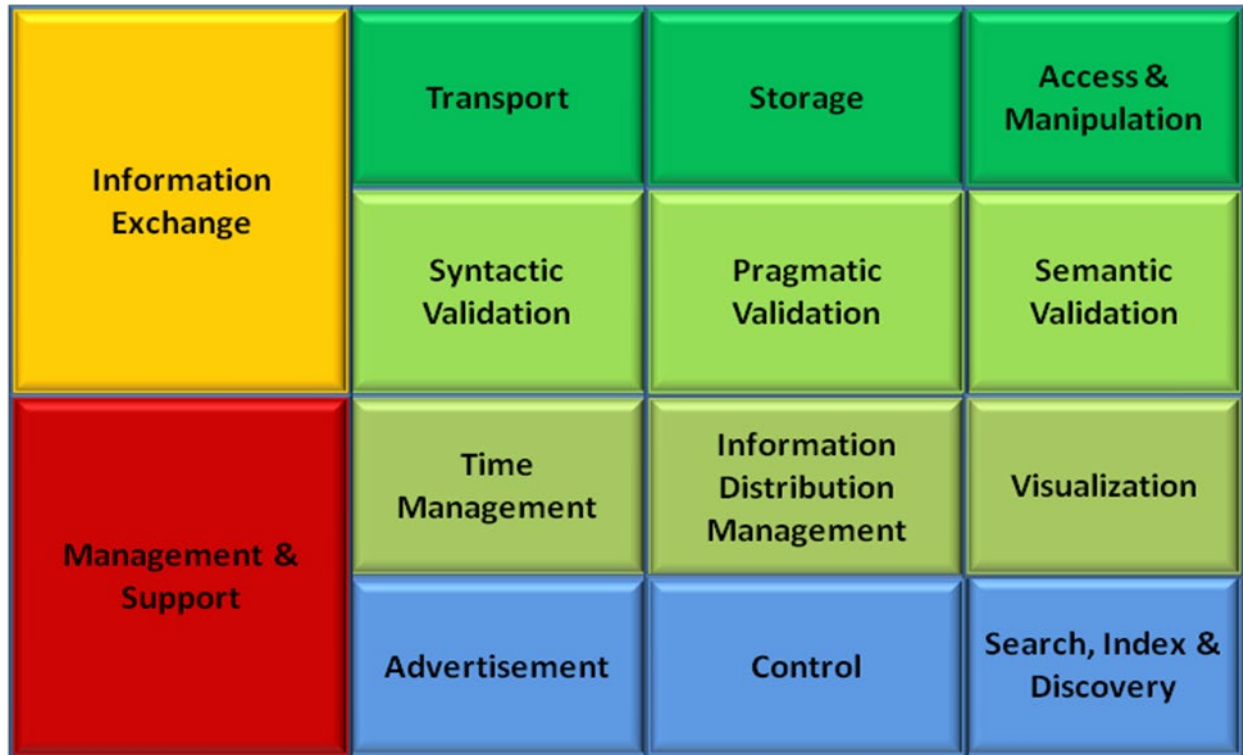 Information
Exchange
Transport
Storage
Access &
Manipulation
Syntactic
Validation
Pragmatic
Validation
Semantic
Validation
Management &
Support
Time
Management
Information
Distribution
Management
Visualization
Advertisement
Control
Search, Index &
Discovery